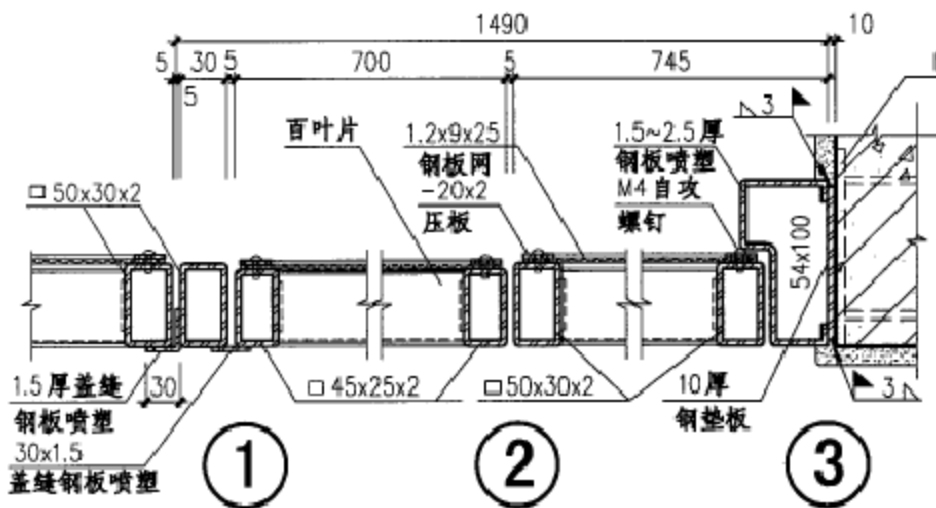 1490
10
5
30
5
700
5
745
5
3
百叶片
1.2x9x25
钢板网
-20x2
压板
1.5~2.5厚
钢板喷塑
M4自攻
螺钉
□ 50x30x2
54x100
1.5厚盖缝
钢板喷塑
30
30x1.5
盖缝钢板喷塑
□ 45x25x2
□50x30x2
10厚
钢垫板
3
1
2
3